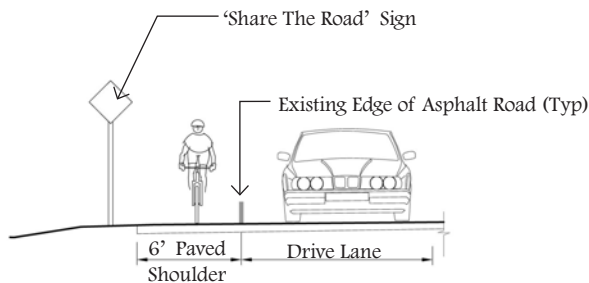 ‘Share The Road’ Sign
Existing Edge of Asphalt Road (Typ)
6’ Paved
Shoulder
Drive Lane